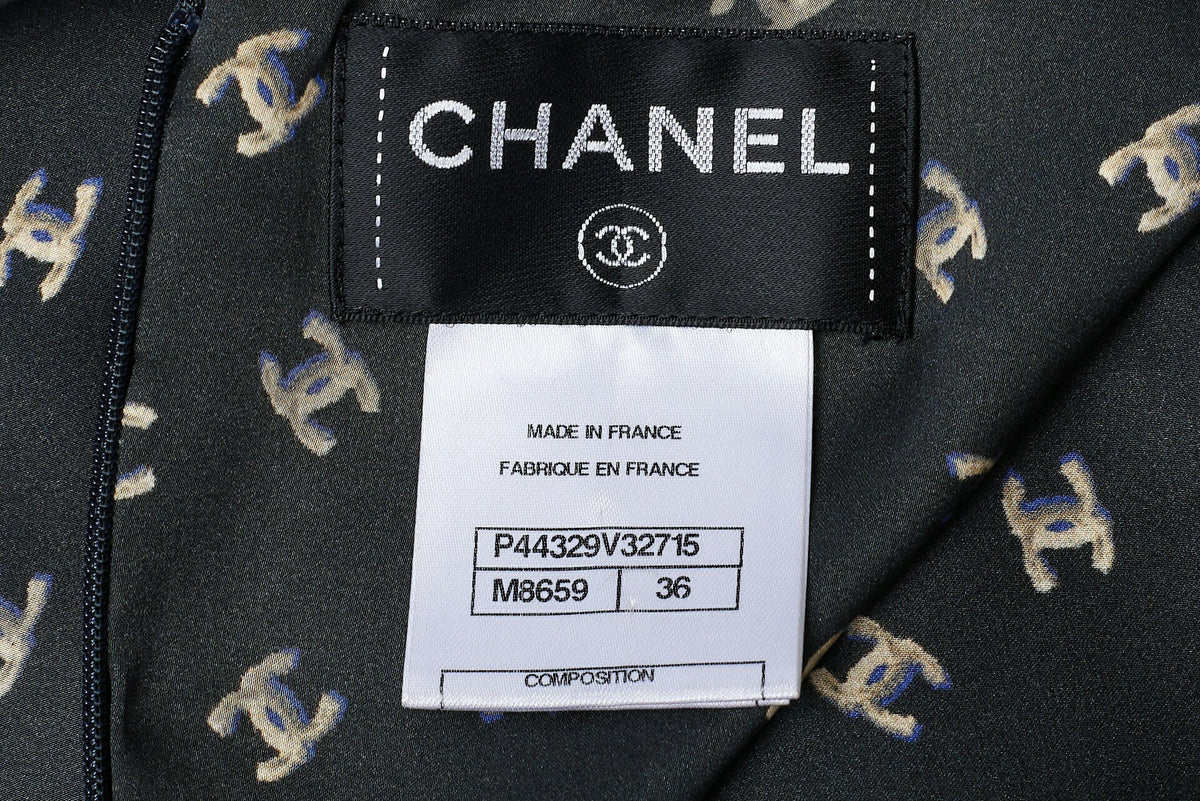 CHANEL
MADE IN FRANCE
FABRIQUE EN FRANCE
P44329V32715
M8659 36
COMPOSITION